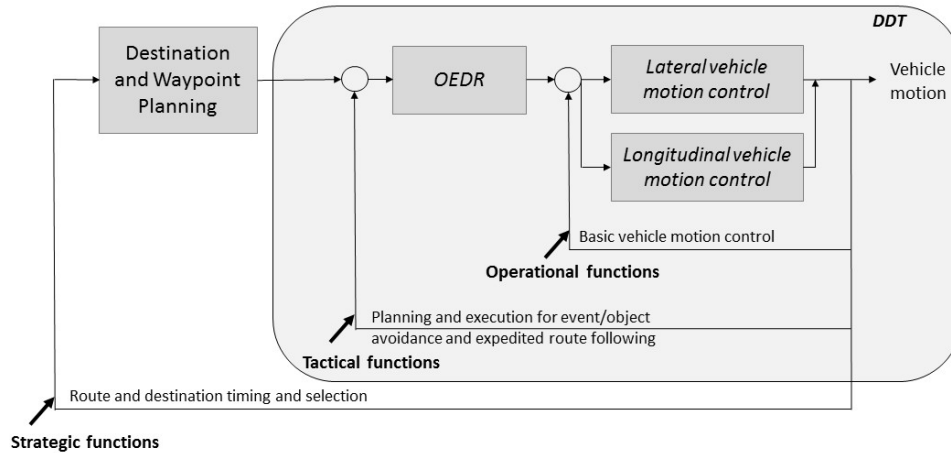 DDT
Destination
and Waypoint
Planning
OEDR
Lateral vehicle
motion control
Vehicle
motion
Longitudinal vehicle
motion control
Basic vehicle motion control
Operational functions
Planning and execution for event/object
avoidance and expedited route following
Tactical functions
Route and destination timing and selection
Strategic functions